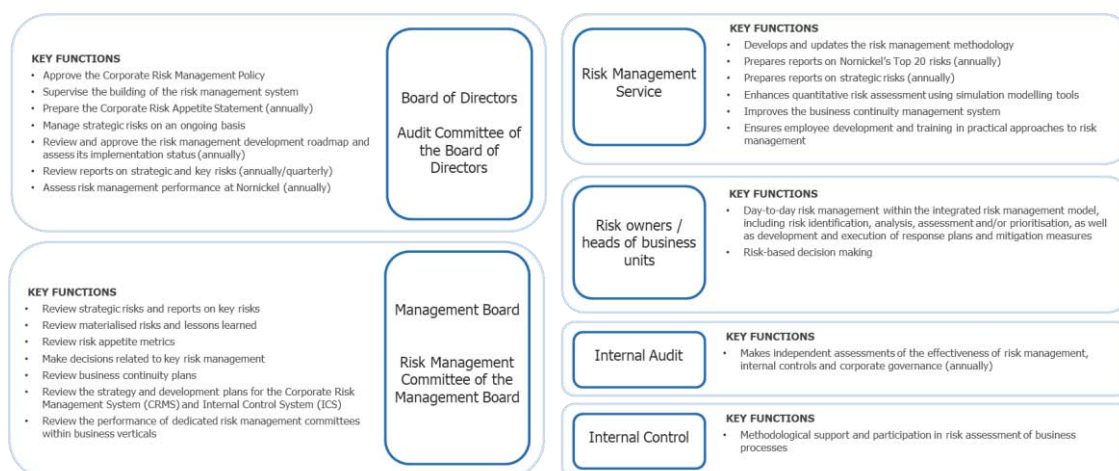 KEY FUNCTIONS
• Approve the Corporate Risk Management Policy
• Supervise the building of the risk management system
• Prepare the Corporate Risk Appetite Statement (annually)
• Manage strategic risks on an ongoing basis
• Review and approve the risk management development roadmap and
assess its implementation status (annually)
• Review reports on strategic and key risks (annually/quarterly)
• Assess risk management performance at Nornickel (annually)
Board of Directors
Audit Committee of
the Board of
Directors
KEY FUNCTIONS
• Review strategic risks and reports on key risks
• Review materialised risks and lessons learned
• Review risk appetite metrics
• Make decisions related to key risk management
• Review business continuity plans
• Review the strategy and development plans for the Corporate Risk
Management System (CRMS) and Internal Control System (ICS)
• Review the performance of dedicated risk management committees
within business verticals
Management Board
Risk Management
Committee of the
Management Board
Risk Management
Service
KEY FUNCTIONS
• Develops and updates the risk management methodology
• Prepares reports on Nornickel's Top 20 risks (annually)
• Prepares reports on strategic risks (annually)
• Enhances quantitative risk assessment using simulation modelling tools
• Improves the business continuity management system
• Ensures employee development and training in practical approaches to risk
management
Risk owners /
heads of business
units
KEY FUNCTIONS
• Day-to-day risk management within the integrated risk management model,
including risk identification, analysis, assessment and/or prioritisation, as well
as development and execution of response plans and mitigation measures
• Risk-based decision making
Internal Audit
KEY FUNCTIONS
• Makes independent assessments of the effectiveness of risk management,
internal controls and corporate governance (annually)
Internal Control
KEY FUNCTIONS
• Methodological support and participation in risk assessment of business
processes